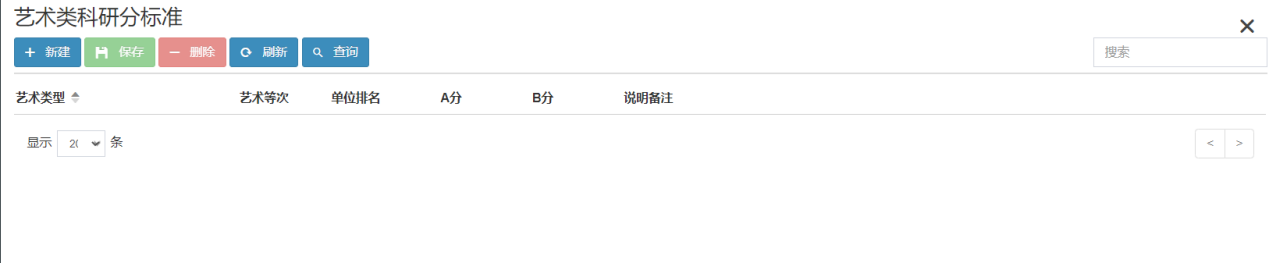 艺术类科研分标准
新建 保存 删除 刷新 查询 搜索
艺术类型 艺术等次 单位排名 A分 B分 说明备注
显示 20 条 < >